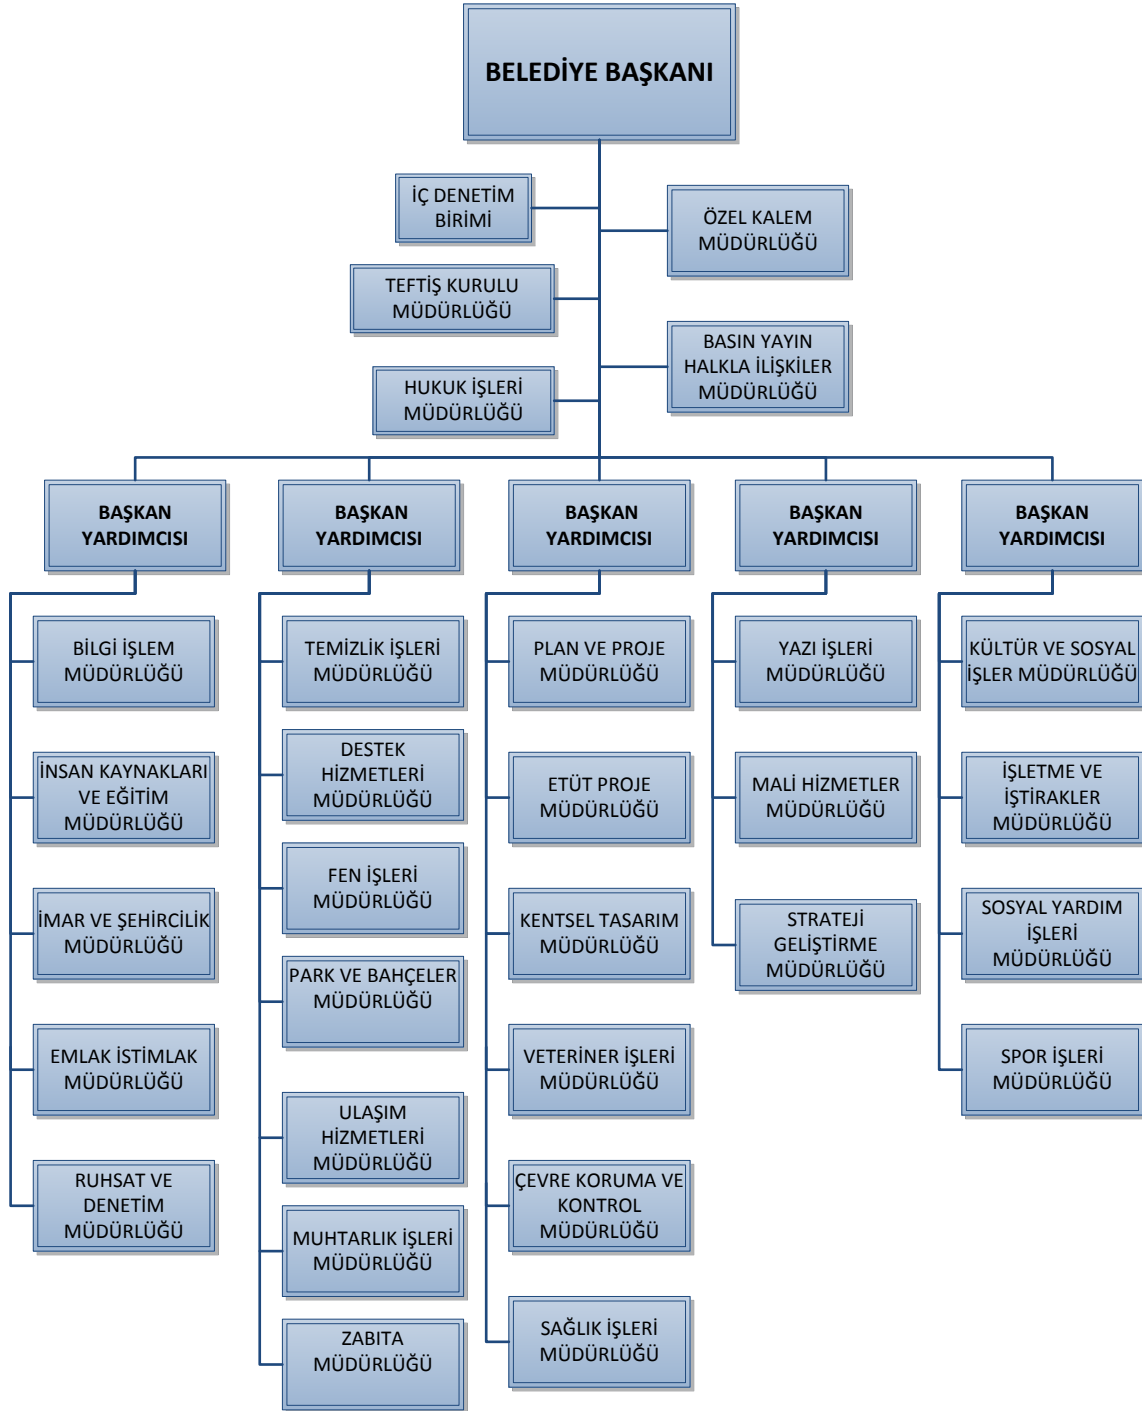 BELEDİYE BAŞKANI
İÇ DENETİM
BİRİMİ
ÖZEL KALEM
MÜDÜRLÜĞÜ
TEFTİŞ KURULU
MÜDÜRLÜĞÜ
BASIN YAYIN
HALKLA İLİŞKİLER
MÜDÜRLÜĞÜ
HUKUK İŞLERİ
MÜDÜRLÜĞÜ
BAŞKAN
YARDIMCISI
BİLGİ İŞLEM
MÜDÜRLÜĞÜ
İNSAN KAYNAKLARI
VE EĞİTİM
MÜDÜRLÜĞÜ
İMAR VE ŞEHİRCİLİK
MÜDÜRLÜĞÜ
EMLAK İSTİMLAK
MÜDÜRLÜĞÜ
RUHSAT VE
DENETİM
MÜDÜRLÜĞÜ
BAŞKAN
YARDIMCISI
TEMİZLİK İŞLERİ
MÜDÜRLÜĞÜ
DESTEK
HİZMETLERİ
MÜDÜRLÜĞÜ
FEN İŞLERİ
MÜDÜRLÜĞÜ
PARK VE BAHÇELER
MÜDÜRLÜĞÜ
ULAŞIM
HİZMETLERİ
MÜDÜRLÜĞÜ
MUHTARLIK İŞLERİ
MÜDÜRLÜĞÜ
ZABITA
MÜDÜRLÜĞÜ
BAŞKAN
YARDIMCISI
PLAN VE PROJE
MÜDÜRLÜĞÜ
ETÜT PROJE
MÜDÜRLÜĞÜ
KENTSEL TASARIM
MÜDÜRLÜĞÜ
VETERİNER İŞLERİ
MÜDÜRLÜĞÜ
ÇEVRE KORUMA VE
KONTROL
MÜDÜRLÜĞÜ
SAĞLIK İŞLERİ
MÜDÜRLÜĞÜ
BAŞKAN
YARDIMCISI
YAZI İŞLERİ
MÜDÜRLÜĞÜ
MALİ HİZMETLER
MÜDÜRLÜĞÜ
STRATEJİ
GELİŞTİRME
MÜDÜRLÜĞÜ
BAŞKAN
YARDIMCISI
KÜLTÜR VE SOSYAL
İŞLER MÜDÜRLÜĞÜ
İŞLETME VE
İŞTİRAKLER
MÜDÜRLÜĞÜ
SOSYAL YARDIM
İŞLERİ
MÜDÜRLÜĞÜ
SPOR İŞLERİ
MÜDÜRLÜĞÜ